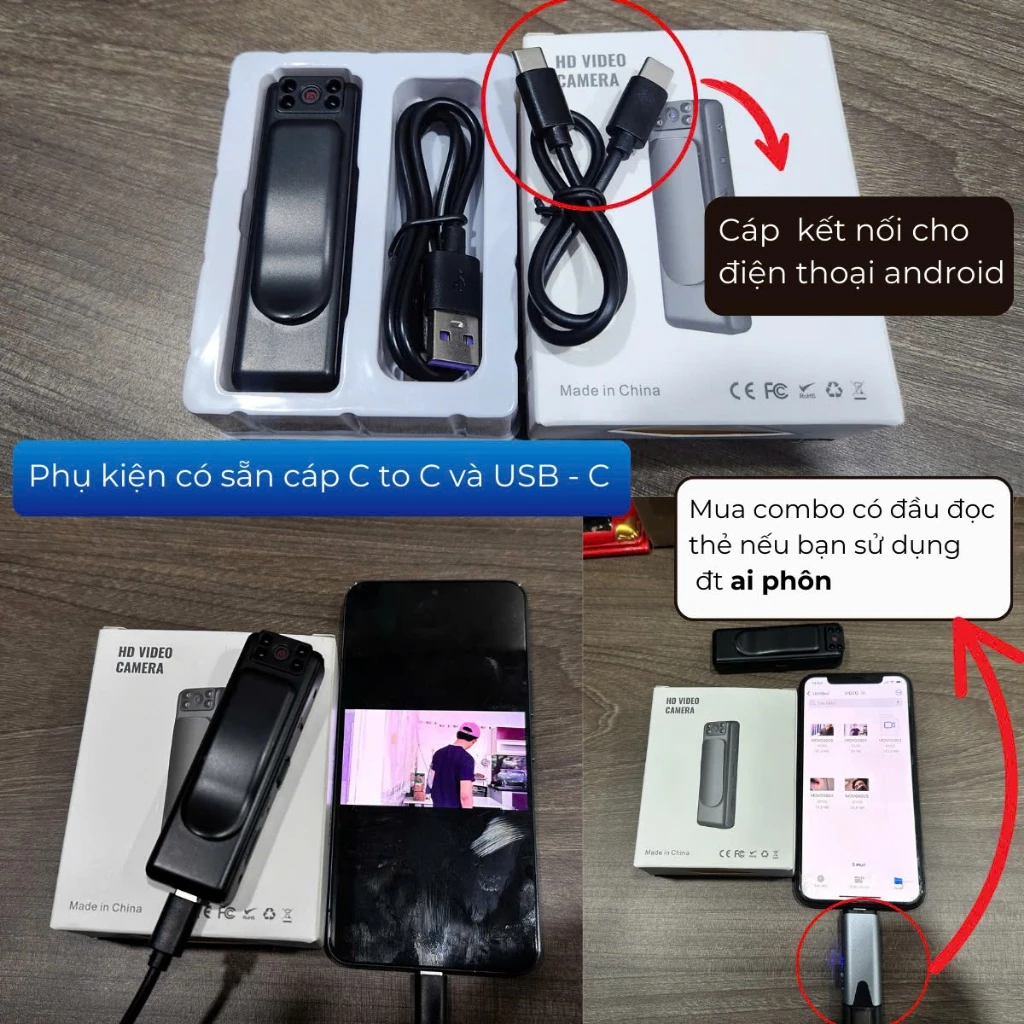 HD VIDEO
CAMERA
Cáp kết nối cho
điện thoại android
Made in China
CE FC RoHS
Phụ kiện có sẵn cáp C to C và USB - C
Mua combo có đầu đọc
thẻ nếu bạn sử dụng
đt ai phôn
HD VIDEO
CAMERA
Made in China
FC
HD VIDEO
CAMERA
Made in China
CE FC